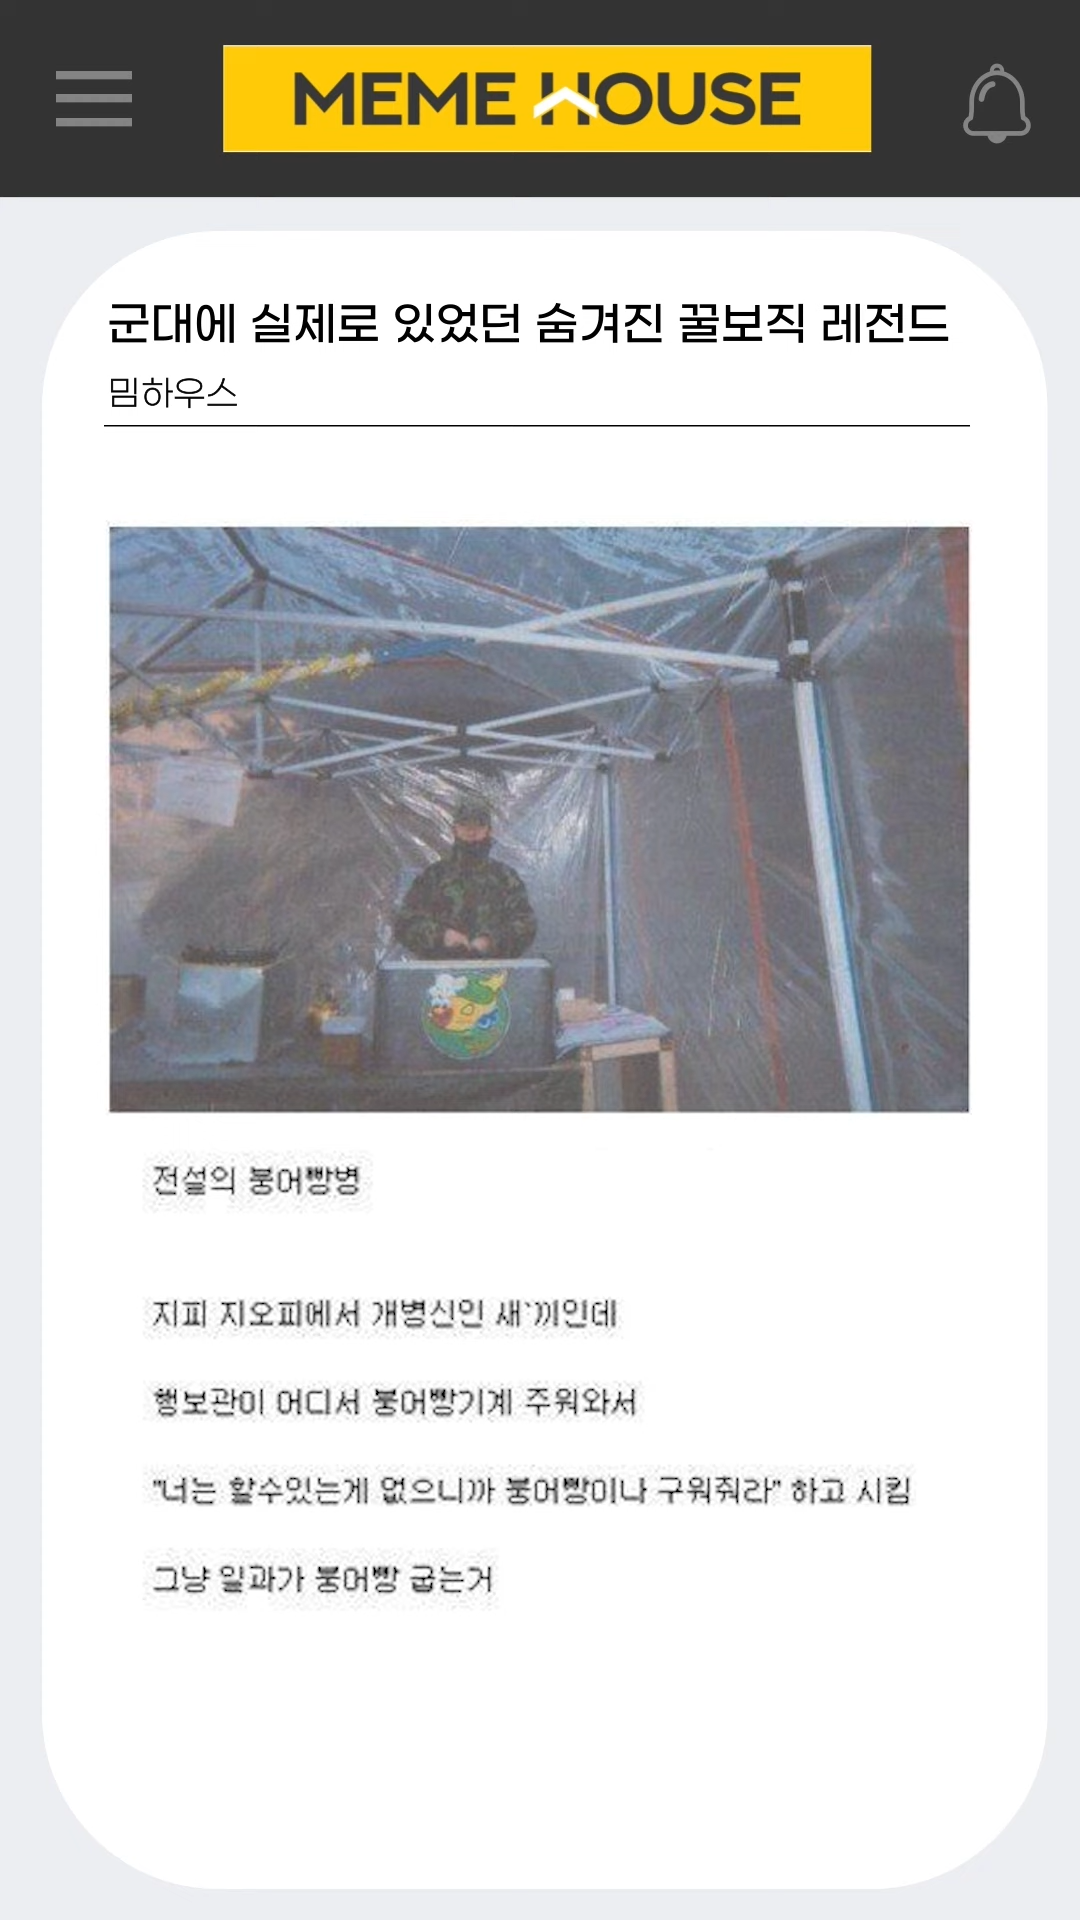 MEME HOUSE
군대에 실제로 있었던 숨겨진 꿀보직 레전드
밈하우스
전설의 붕어빵병
지피 지오피에서 개병신인 새`끼인데
행보관이 어디서 붕어빵기계 주워와서
"너는 할수있는게 없으니까 붕어빵이나 구워줘라" 하고 시킴
그냥 일과가 붕어빵 굽는거